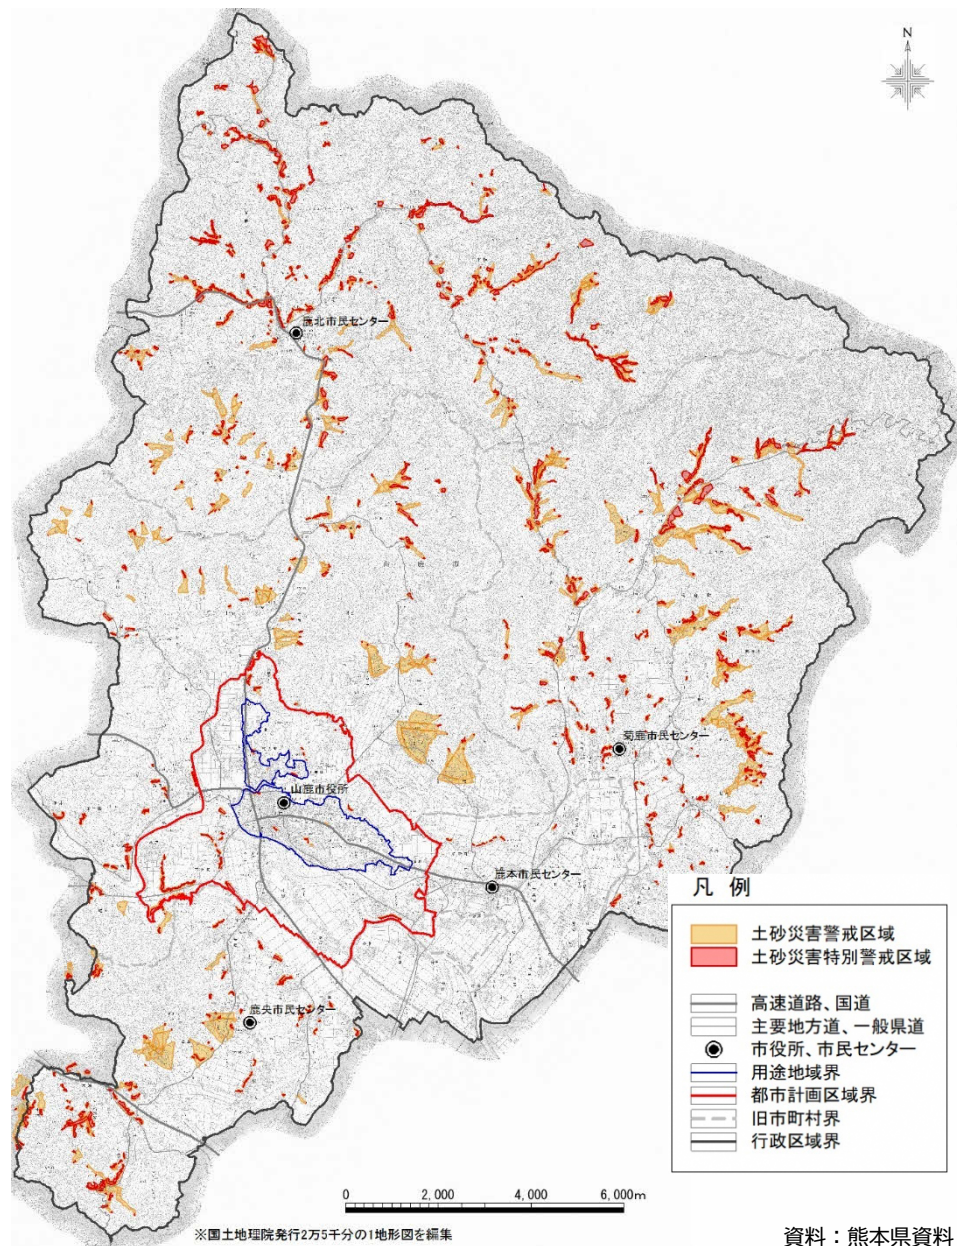 N
鹿北市民センター
菊鹿市民センター
山鹿市役所
鹿本市民センター
鹿央市民センター
凡 例
土砂災害警戒区域
土砂災害特別警戒区域
高速道路、国道
主要地方道、一般県道
市役所、市民センター
用途地域界
都市計画区域界
旧市町村界
行政区域界
0 2,000 4,000 6,000m
※国土地理院発行2万5千分の1地形図を編集
資料：熊本県資料